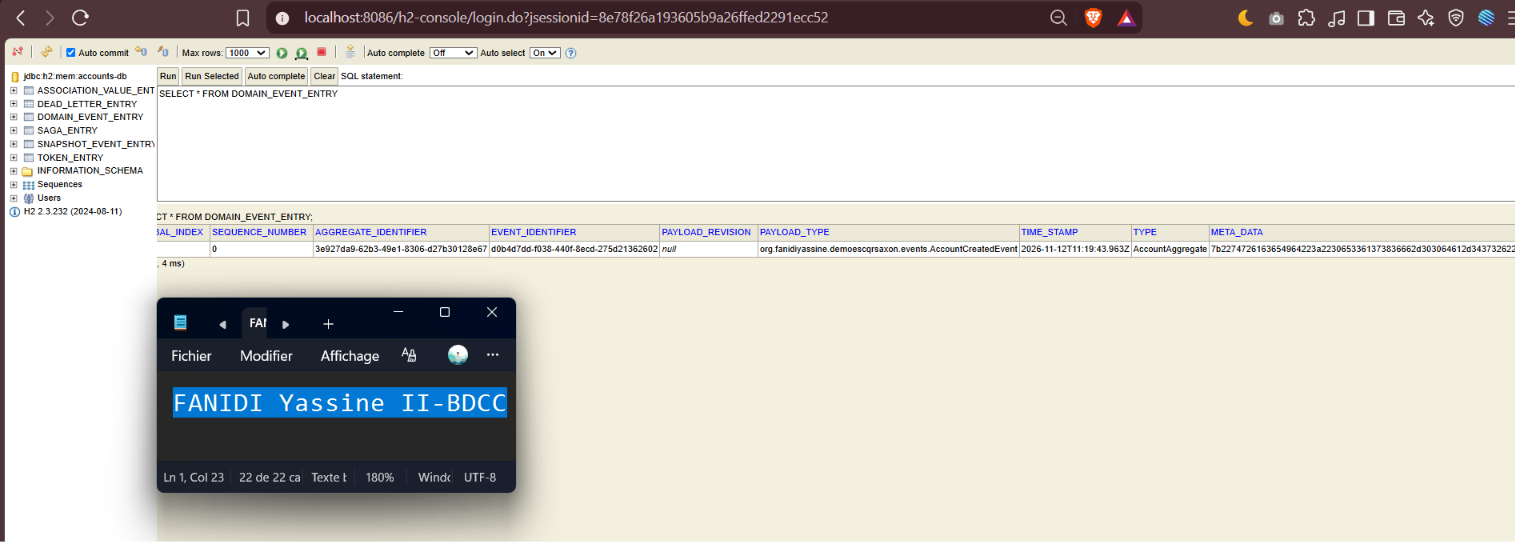 localhost:8086/h2-console/login.do?jsessionid=8e78f26a193605b9a26ffed2291ecc52
Auto commit Max rows: 1000 Auto complete Off Auto select On
jdbc:h2:mem:accounts-db
ASSOCIATION_VALUE_ENT
DEAD_LETTER_ENTRY
DOMAIN_EVENT_ENTRY
SAGA_ENTRY
SNAPSHOT_EVENT_ENTRY
TOKEN_ENTRY
INFORMATION_SCHEMA
Sequences
Users
H2 2.3.232 (2024-08-11)
Run Run Selected Auto complete Clear SQL statement:
SELECT * FROM DOMAIN_EVENT_ENTRY
CT * FROM DOMAIN_EVENT_ENTRY;
BAL_INDEX SEQUENCE_NUMBER AGGREGATE_IDENTIFIER EVENT_IDENTIFIER PAYLOAD_REVISION PAYLOAD_TYPE TIME_STAMP TYPE META_DATA
0 3e927da9-62b3-49e1-8306-d27b30128e67 d0b4d7dd-f038-440f-8ecd-275d21362602 null org.fanidiyassine.demoescqrsaxon.events.AccountCreatedEvent 2026-11-12T11:19:43.963Z AccountAggregate 7b2274726163654964223a2230653361373836662d303064612d343732622
, 4 ms)
FAN
Fichier Modifier Affichage
FANIDI Yassine II-BDCC
Ln 1, Col 23 22 de 22 ca Texte b 180% Windo UTF-8